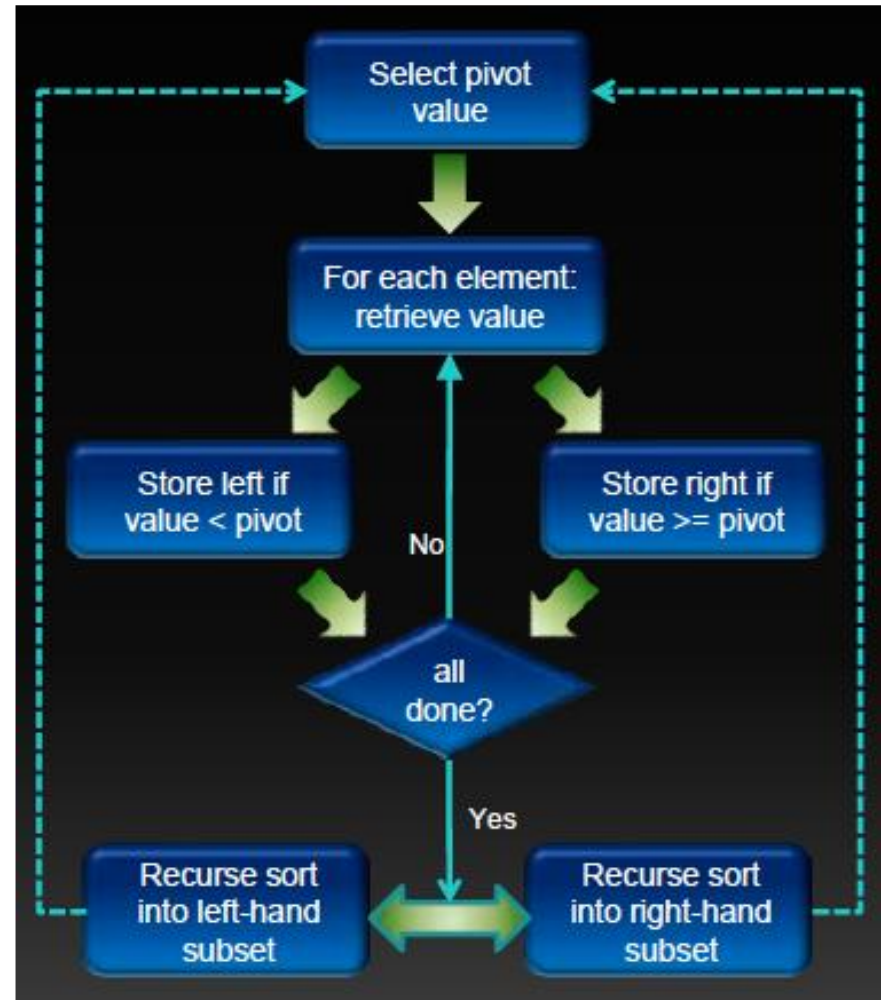 Select pivot
value
For each element:
retrieve value
Store left if
value < pivot
Store right if
value >= pivot
No
all
done?
Yes
Recurse sort
into left-hand
subset
Recurse sort
into right-hand
subset